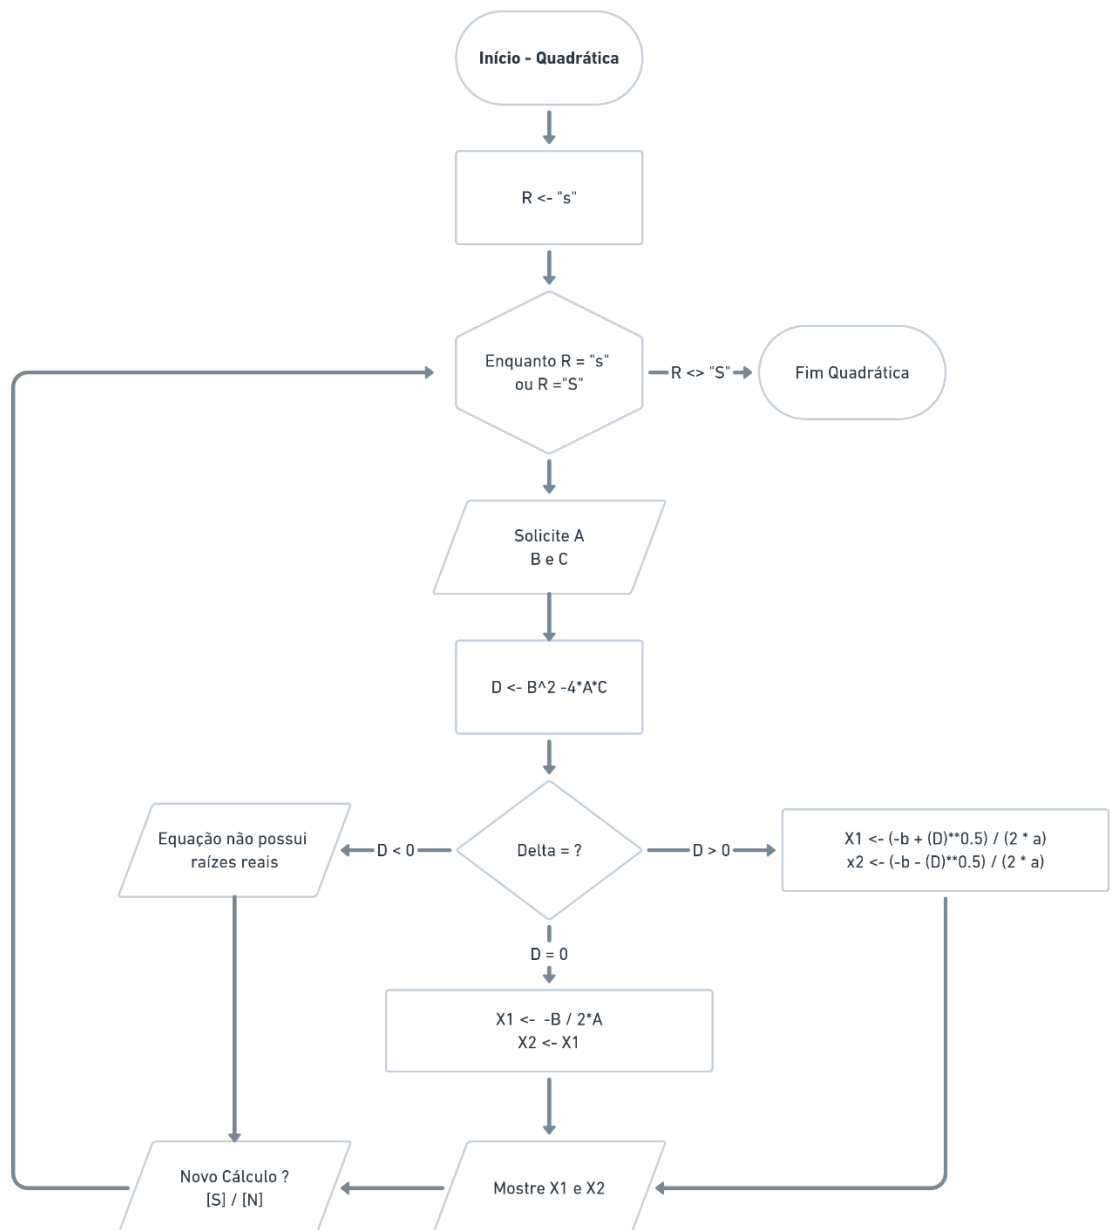 Início - Quadrática
R <- "s"
Enquanto R = "s"
ou R ="S"
R <> "S"
Fim Quadrática
Solicite A
B e C
D <- B^2 -4*A*C
Delta = ?
D < 0
Equação não possui
raízes reais
D > 0
X1 <- (-b + (D)**0.5) / (2 * a)
x2 <- (-b - (D)**0.5) / (2 * a)
D = 0
X1 <-  -B / 2*A
X2 <- X1
Novo Cálculo ?
[S] / [N]
Mostre X1 e X2